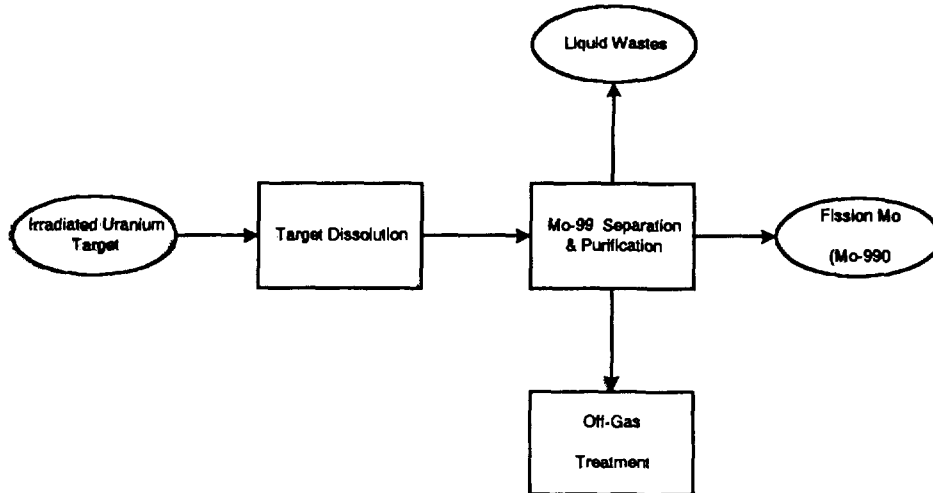 Liquid Wastes
Irradiated Uranium
Target
Target Dissolution
Mo-99 Separation
& Purification
Fission Mo
(Mo-990
Off-Gas
Treatment